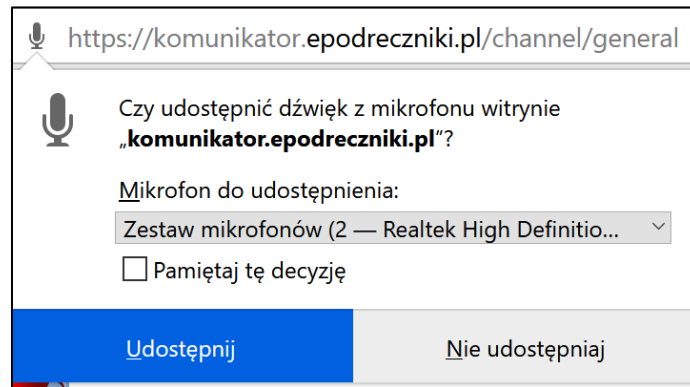 https://komunikator.epodreczniki.pl/channel/general
Czy udostępnić dźwięk z mikrofonu witrynie
„komunikator.epodreczniki.pl”?
Mikrofon do udostępnienia:
Zestaw mikrofonów (2 — Realtek High Definitio...
Pamiętaj tę decyzję
Udostępnij
Nie udostępniaj